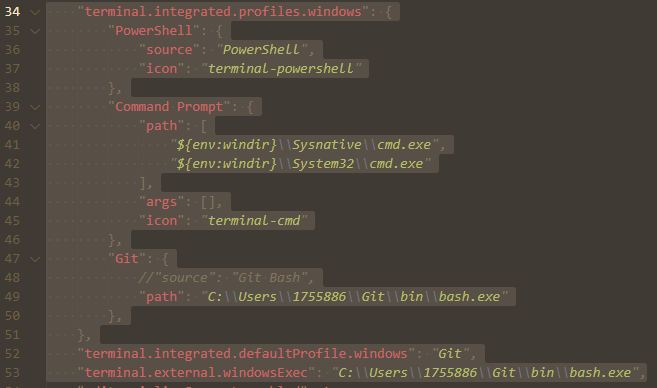 34 "terminal.integrated.profiles.windows": {
35 "PowerShell": {
36 "source": "PowerShell",
37 "icon": "terminal-powershell"
38 },
39 "Command Prompt": {
40 "path": [
41 "${env:windir}\\Sysnative\\cmd.exe",
42 "${env:windir}\\System32\\cmd.exe"
43 ],
44 "args": [],
45 "icon": "terminal-cmd"
46 },
47 "Git": {
48 //"source": "Git Bash",
49 "path": "C:\\Users\\1755886\\Git\\bin\\bash.exe"
50 },
51 },
52 "terminal.integrated.defaultProfile.windows": "Git",
53 "terminal.external.windowsExec": "C:\\Users\\1755886\\Git\\bin\\bash.exe",